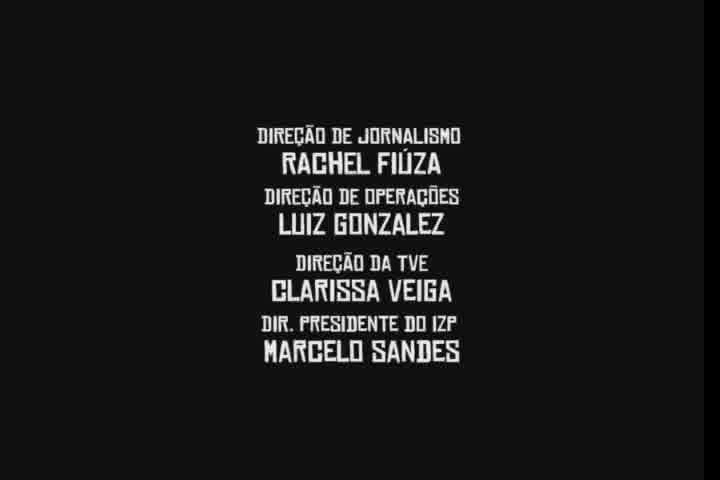 DIREÇÃO DE JORNALISMO
RACHEL FIÚZA
DIREÇÃO DE OPERAÇÕES
LUIZ GONZALEZ
DIREÇÃO DA TVE
CLARISSA VEIGA
DIR. PRESIDENTE DO IZP
MARCELO SANDES